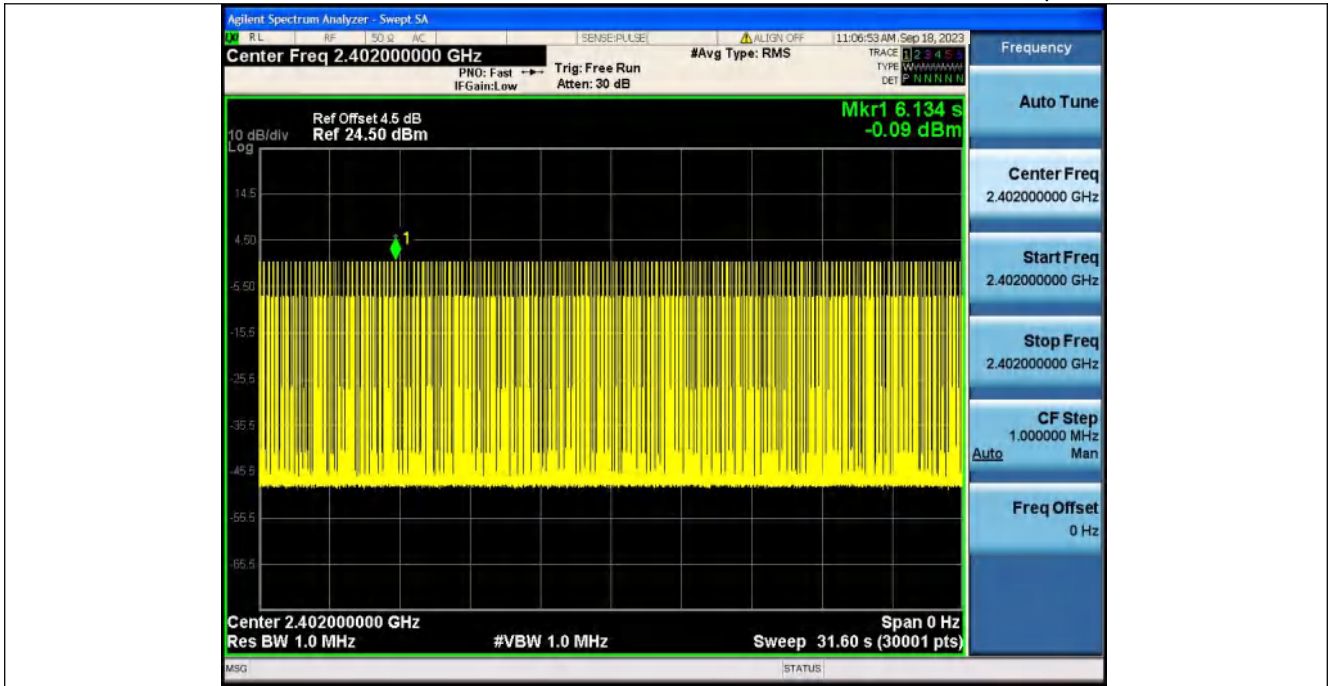 Agilent Spectrum Analyzer - Swept SA
RL RF 50 Ω AC SENSE:PULSE ALIGN OFF 11:06:53 AM Sep 18, 2023
Center Freq 2.402000000 GHz #Avg Type: RMS TRACE 1 2 3 4 5 6
PNO: Fast Trig: Free Run TYPE
IFGain:Low Atten: 30 dB DET P N N N N N
Frequency
Auto Tune
Mkr1 6.134 s
Ref Offset 4.5 dB
10 dB/div Ref 24.50 dBm -0.09 dBm
Log
14.5
4.50
1
-5.50
-15.5
-25.5
-35.5
-45.5
-55.5
-65.5
Center Freq
2.402000000 GHz
Start Freq
2.402000000 GHz
Stop Freq
2.402000000 GHz
CF Step
1.000000 MHz
Auto Man
Freq Offset
0 Hz
Center 2.402000000 GHz Span 0 Hz
Res BW 1.0 MHz #VBW 1.0 MHz Sweep 31.60 s (30001 pts)
MSG STATUS